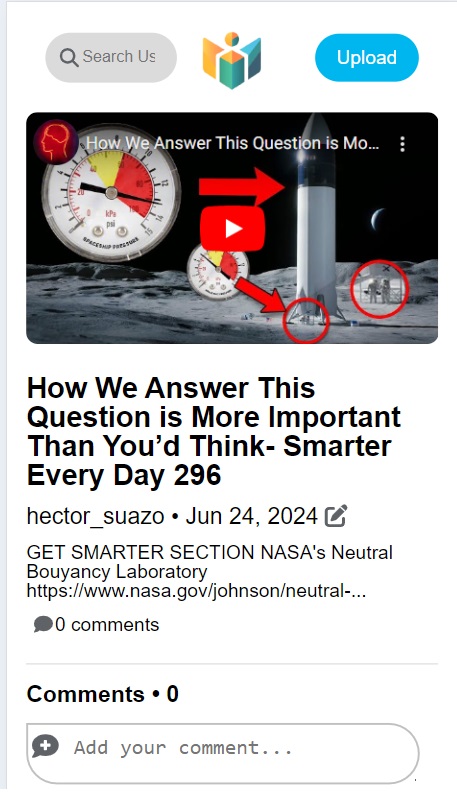 Search Us
Upload
How We Answer This Question is Mo...
kPa
psi
SPACESHIP PRESSURE
How We Answer This
Question is More Important
Than You’d Think- Smarter
Every Day 296
hector_suazo • Jun 24, 2024
GET SMARTER SECTION NASA's Neutral
Bouyancy Laboratory
https://www.nasa.gov/johnson/neutral-...
0 comments
Comments • 0
Add your comment...